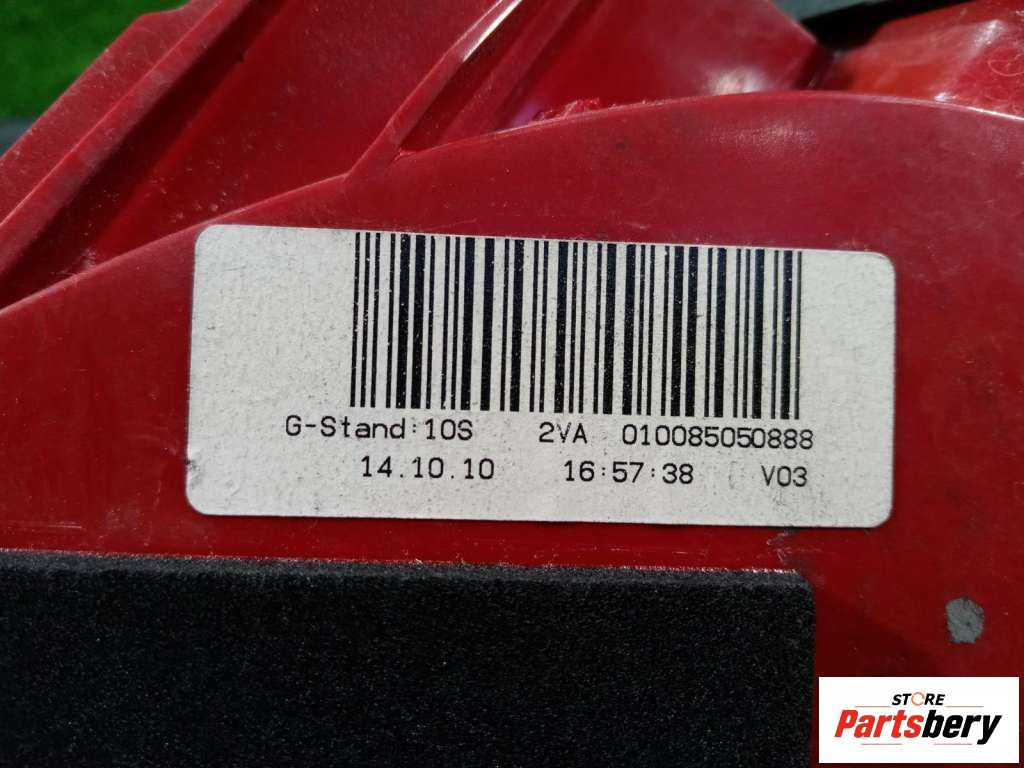 G-Stand:10S 2VA 010085050888
14.10.10 16:57:38 V03
STORE
Partsbery